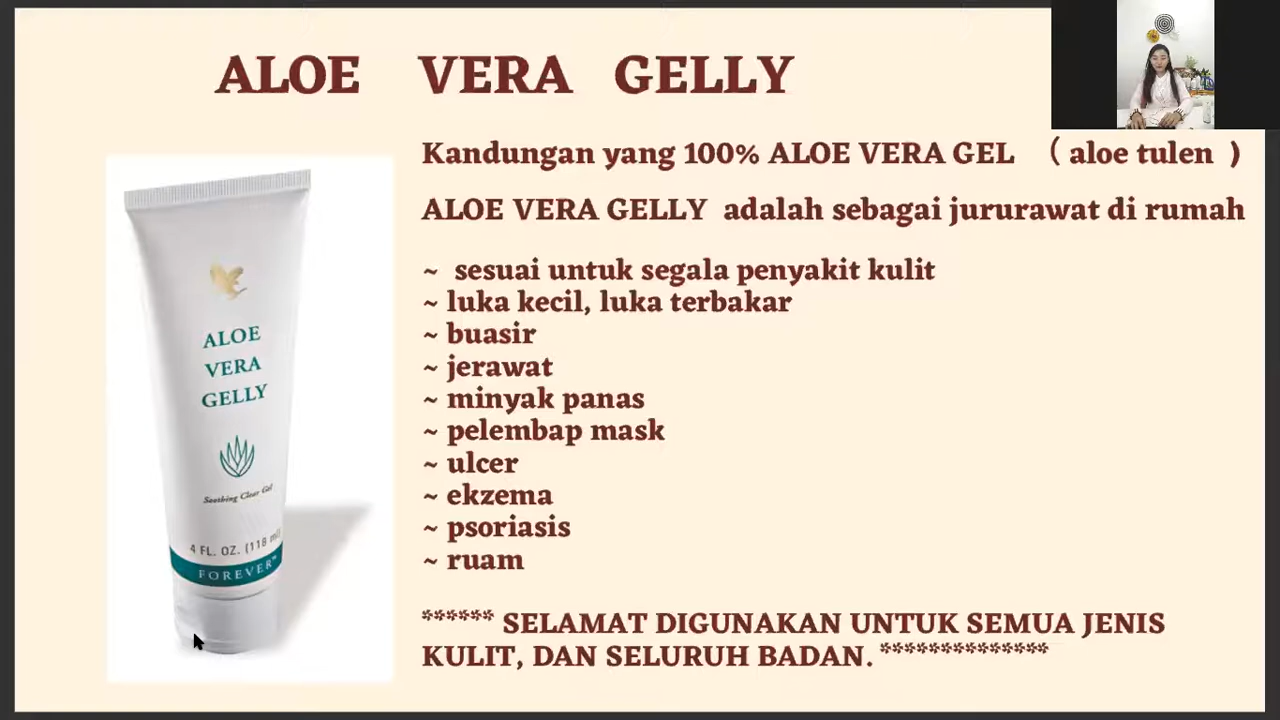 ALOE VERA GELLY
Kandungan yang 100% ALOE VERA GEL ( aloe tulen )
ALOE VERA GELLY adalah sebagai jururawat di rumah
~ sesuai untuk segala penyakit kulit
~ luka kecil, luka terbakar
~ buasir
~ jerawat
~ minyak panas
~ pelembap mask
~ ulcer
~ ekzema
~ psoriasis
~ ruam
****** SELAMAT DIGUNAKAN UNTUK SEMUA JENIS
KULIT, DAN SELURUH BADAN. **************
ALOE
VERA
GELLY
Soothing Clear Gel
4 FL. OZ. (118 ml)
FOREVER™